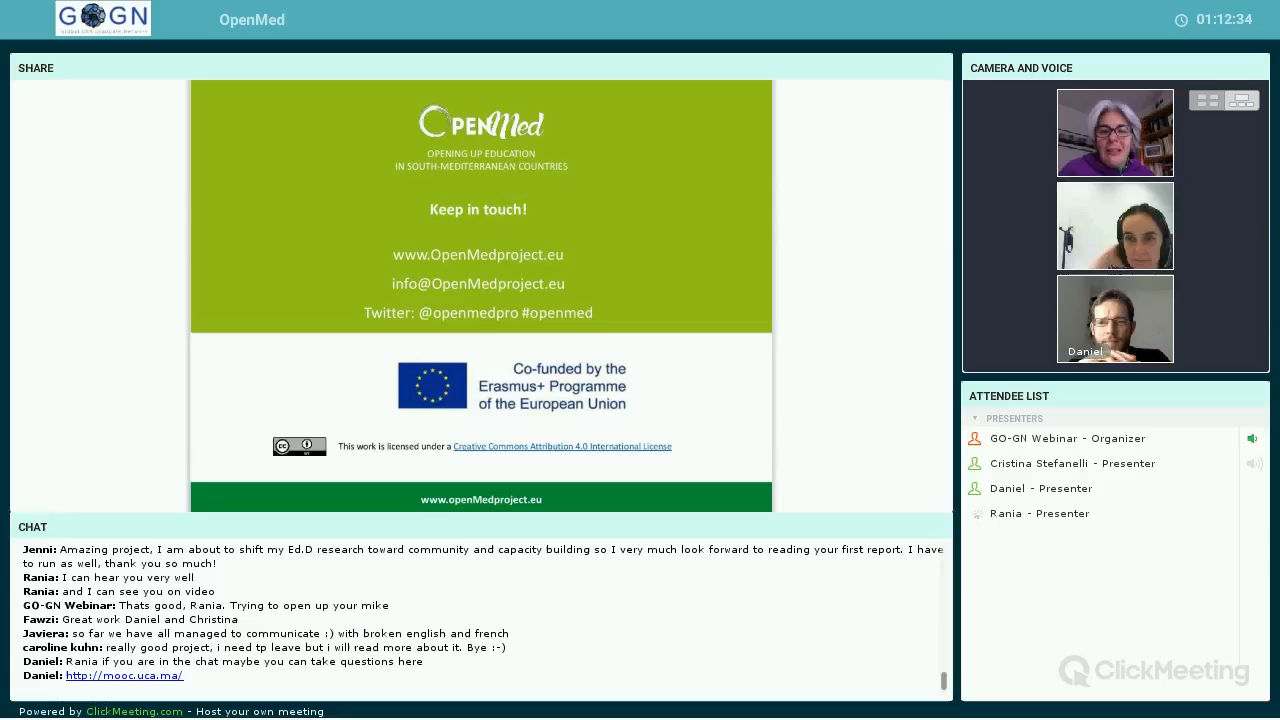 GO GN
Global OER Graduate Network
OpenMed
01:12:34
SHARE
OPENMed
OPENING UP EDUCATION
IN SOUTH-MEDITERRANEAN COUNTRIES
Keep in touch!
www.OpenMedproject.eu
info@OpenMedproject.eu
Twitter: @openmedpro #openmed
Co-funded by the
Erasmus+ Programme
of the European Union
cc
BY
This work is licensed under a Creative Commons Attribution 4.0 International License
www.openMedproject.eu
CHAT
Jenni: Amazing project, I am about to shift my Ed.D research toward community and capacity building so I very much look forward to reading your first report. I have
to run as well, thank you so much!
Rania: I can hear you very well
Rania: and I can see you on video
GO-GN Webinar: Thats good, Rania. Trying to open up your mike
Fawzi: Great work Daniel and Christina
Javiera: so far we have all managed to communicate :) with broken english and french
caroline kuhn: really good project, i need tp leave but i will read more about it. Bye :-)
Daniel: Rania if you are in the chat maybe you can take questions here
Daniel: http://mooc.uca.ma/
CAMERA AND VOICE
Daniel
ATTENDEE LIST
PRESENTERS
GO-GN Webinar - Organizer
Cristina Stefanelli - Presenter
Daniel - Presenter
Rania - Presenter
ClickMeeting
Powered by ClickMeeting.com - Host your own meeting